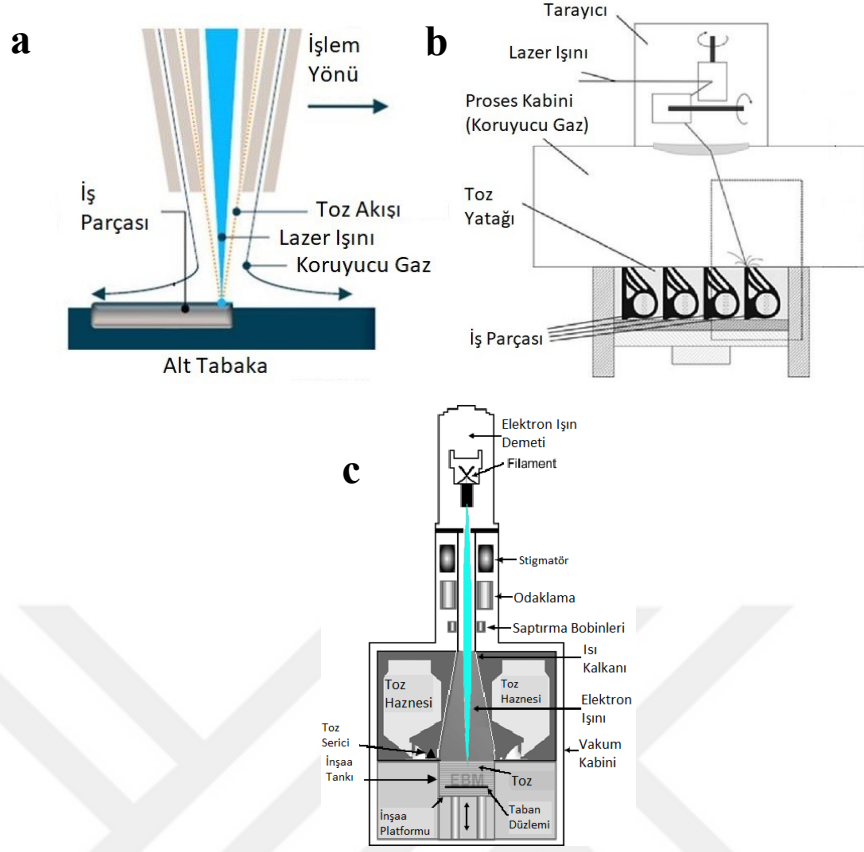 a
İşlem
Yönü
İş
Parçası
Toz Akışı
Lazer Işını
Koruyucu Gaz
Alt Tabaka
b
Tarayıcı
Lazer Işını
Proses Kabini
(Koruyucu Gaz)
Toz
Yatağı
İş Parçası
c
Elektron Işın
Demeti
Filament
Stigmatör
Odaklama
Saptırma Bobinleri
Isı
Kalkanı
Toz
Haznesi
Toz
Haznesi
Elektron
Işını
Toz
Serici
Vakum
Kabini
İnşaa
Tankı
EBM
Toz
İnşaa
Platformu
Taban
Düzlemi